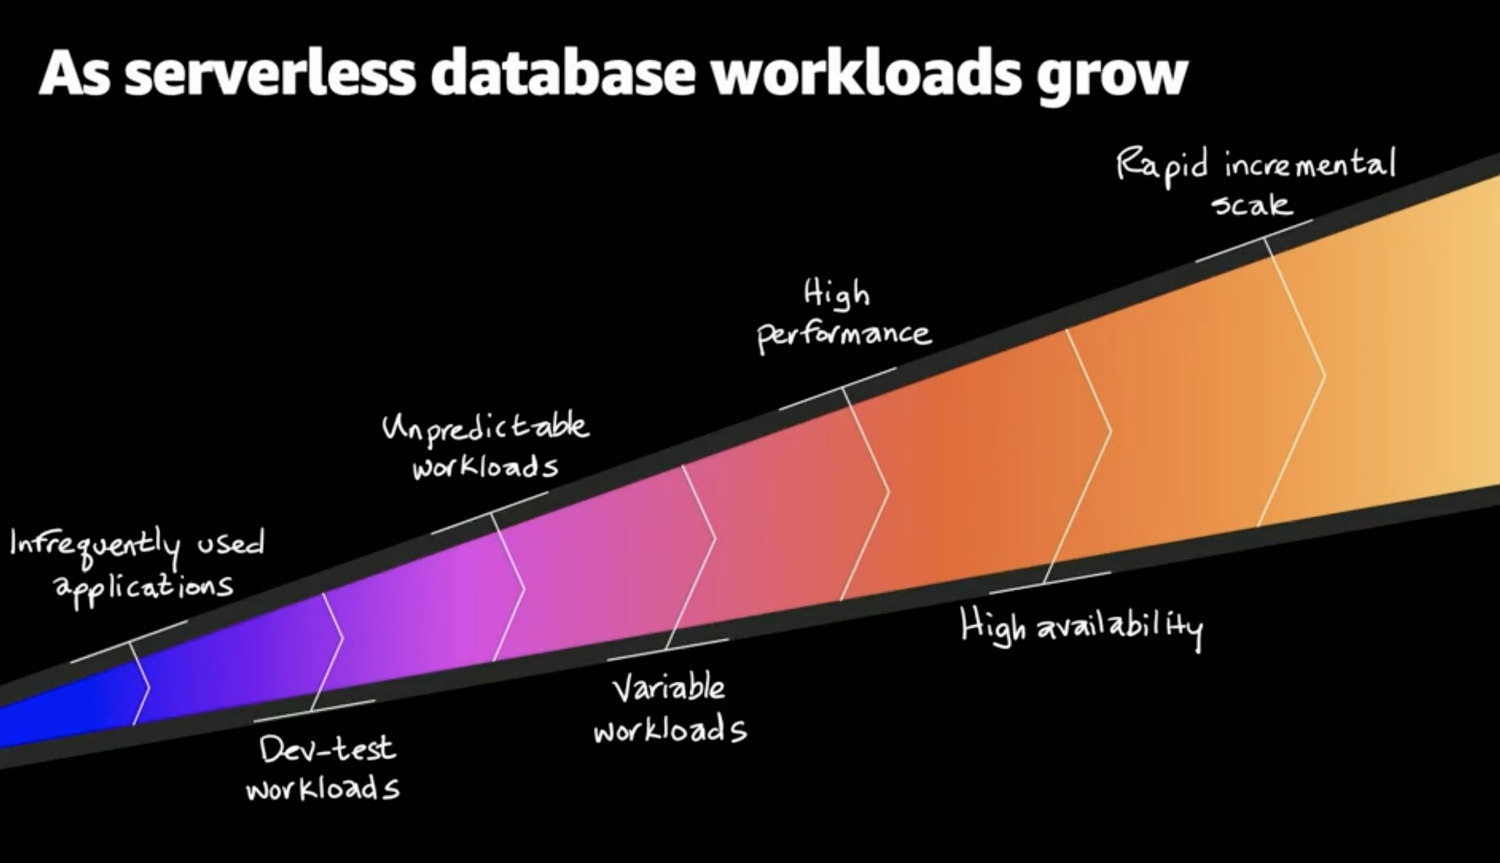 As serverless database workloads grow
Rapid incremental
scale
High
performance
Unpredictable
workloads
Infrequently used
applications
High availability
Variable
workloads
Dev-test
workloads